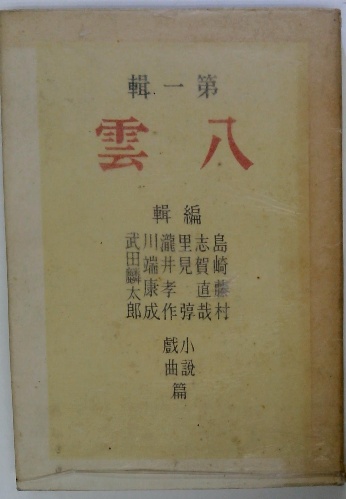 第一輯
八雲
編輯
島崎藤村
志賀直哉
里見弴
瀧井孝作
川端康成
武田麟太郎
小說
戲曲
篇